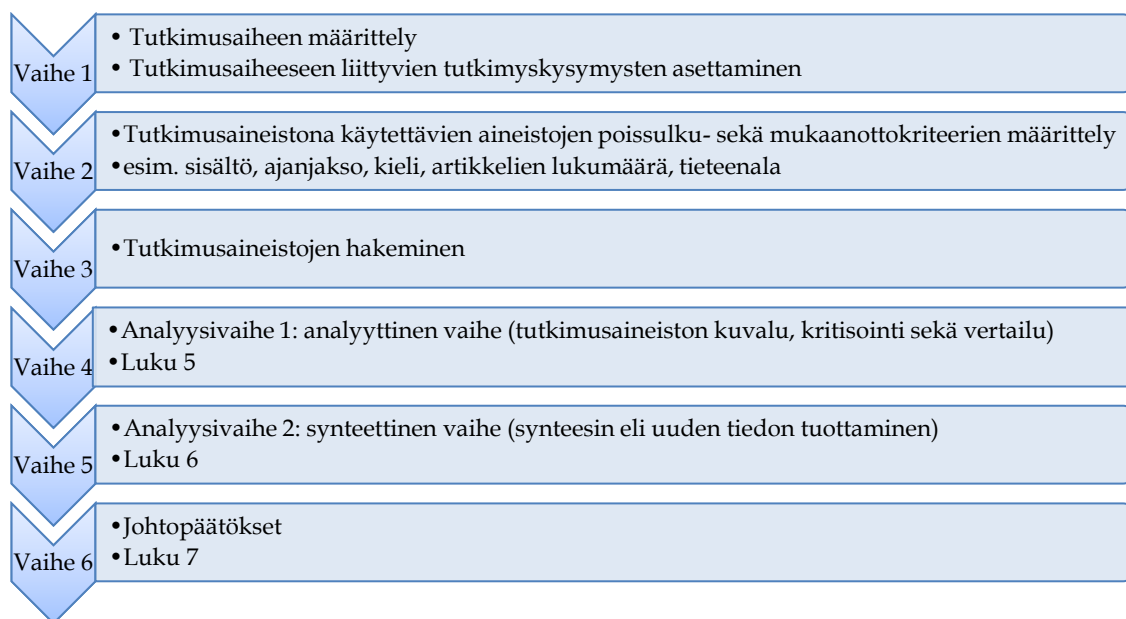 Vaihe 1
• Tutkimusaiheen määrittely
• Tutkimusaiheeseen liittyvien tutkimyskysymysten asettaminen
Vaihe 2
•Tutkimusaineistona käytettävien aineistojen poissulku- sekä mukaanottokriteerien määrittely
•esim. sisältö, ajanjakso, kieli, artikkelien lukumäärä, tieteenala
Vaihe 3
•Tutkimusaineistojen hakeminen
Vaihe 4
•Analyysivaihe 1: analyyttinen vaihe (tutkimusaineiston kuvalu, kritisointi sekä vertailu)
•Luku 5
Vaihe 5
•Analyysivaihe 2: synteettinen vaihe (synteesin eli uuden tiedon tuottaminen)
•Luku 6
Vaihe 6
•Johtopäätökset
•Luku 7